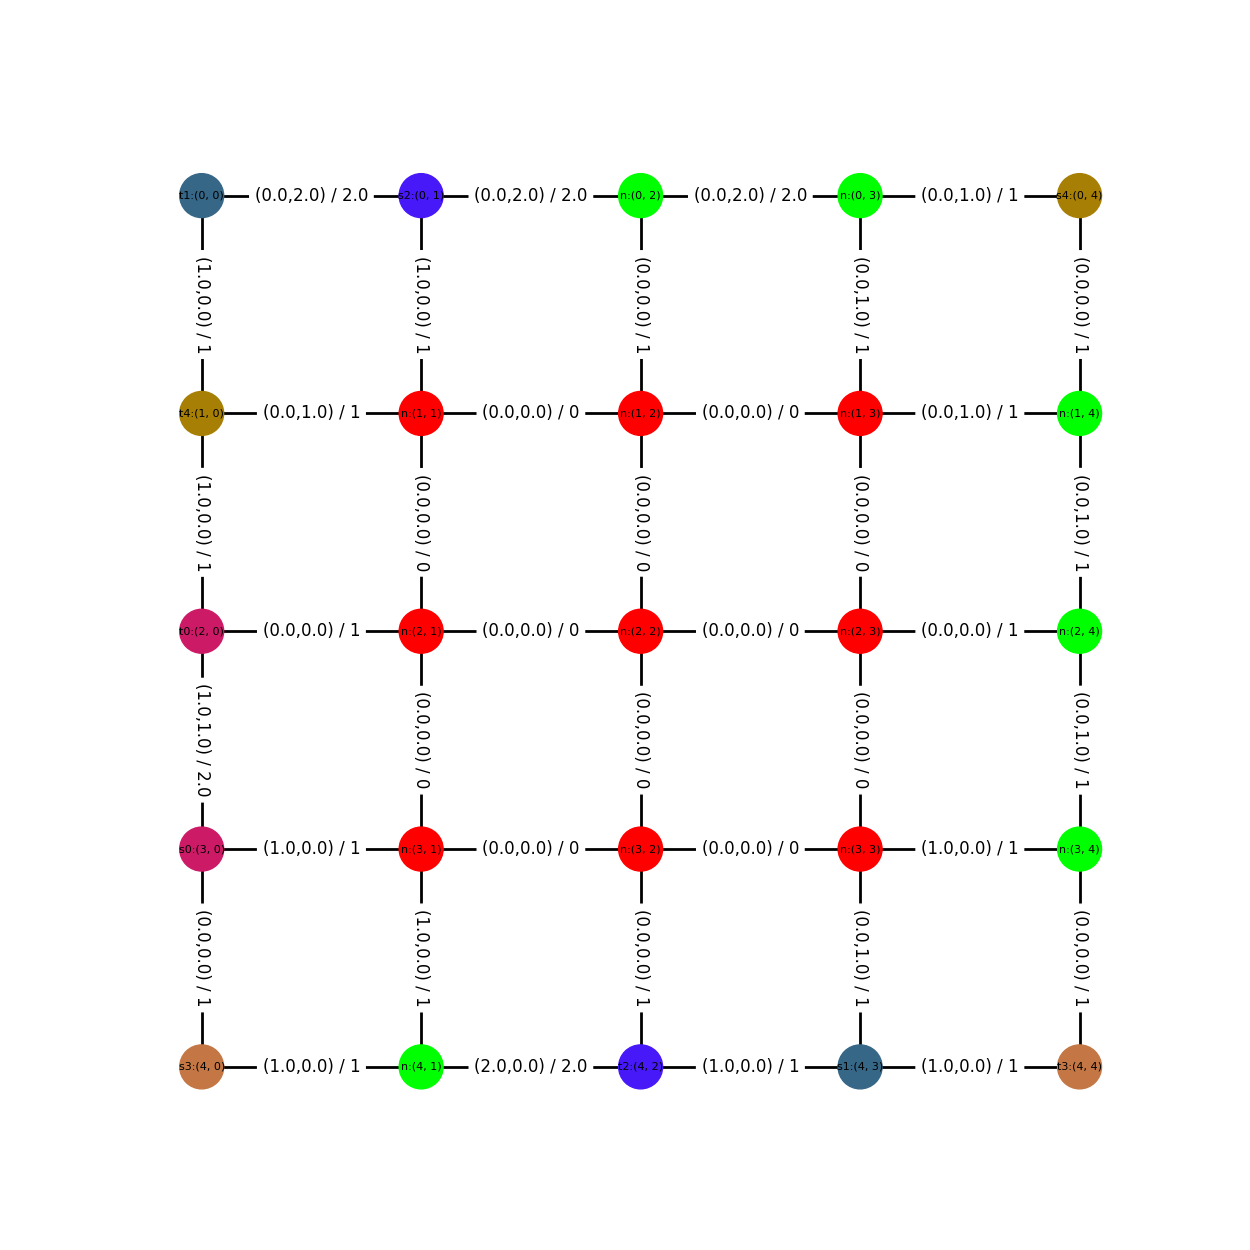 t1:(0, 0) (0.0,2.0) / 2.0 s2:(0, 1) (0.0,2.0) / 2.0 n:(0, 2) (0.0,2.0) / 2.0 n:(0, 3) (0.0,1.0) / 1 s4:(0, 4)
(1.0,0.0) / 1 (1.0,0.0) / 1 (0.0,0.0) / 1 (0.0,1.0) / 1 (0.0,0.0) / 1
t4:(1, 0) (0.0,1.0) / 1 n:(1, 1) (0.0,0.0) / 0 n:(1, 2) (0.0,0.0) / 0 n:(1, 3) (0.0,1.0) / 1 n:(1, 4)
(1.0,0.0) / 1 (0.0,0.0) / 0 (0.0,0.0) / 0 (0.0,0.0) / 0 (0.0,1.0) / 1
t0:(2, 0) (0.0,0.0) / 1 n:(2, 1) (0.0,0.0) / 0 n:(2, 2) (0.0,0.0) / 0 n:(2, 3) (0.0,0.0) / 1 n:(2, 4)
(1.0,1.0) / 2.0 (0.0,0.0) / 0 (0.0,0.0) / 0 (0.0,0.0) / 0 (0.0,1.0) / 1
s0:(3, 0) (1.0,0.0) / 1 n:(3, 1) (0.0,0.0) / 0 n:(3, 2) (0.0,0.0) / 0 n:(3, 3) (1.0,0.0) / 1 n:(3, 4)
(0.0,0.0) / 1 (1.0,0.0) / 1 (0.0,0.0) / 1 (0.0,1.0) / 1 (0.0,0.0) / 1
s3:(4, 0) (1.0,0.0) / 1 n:(4, 1) (2.0,0.0) / 2.0 t2:(4, 2) (1.0,0.0) / 1 s1:(4, 3) (1.0,0.0) / 1 t3:(4, 4)